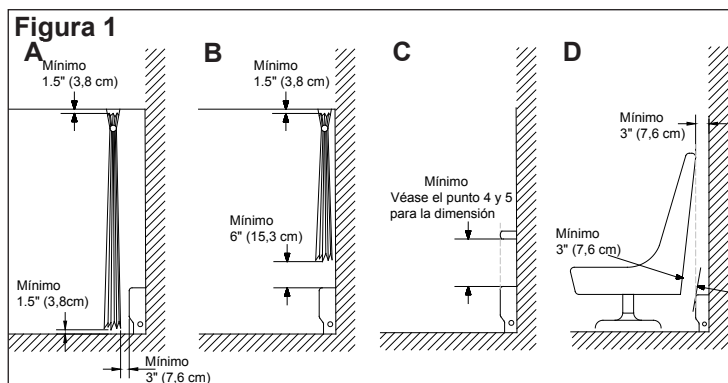 Figura 1
A
Mínimo
1.5" (3,8 cm)
Mínimo
1.5" (3,8cm)
Mínimo
3" (7,6 cm)
B
Mínimo
1.5" (3,8 cm)
Mínimo
6" (15,3 cm)
C
Mínimo
Véase el punto 4 y 5
para la dimensión
D
Mínimo
3" (7,6 cm)
Mínimo
3" (7,6 cm)